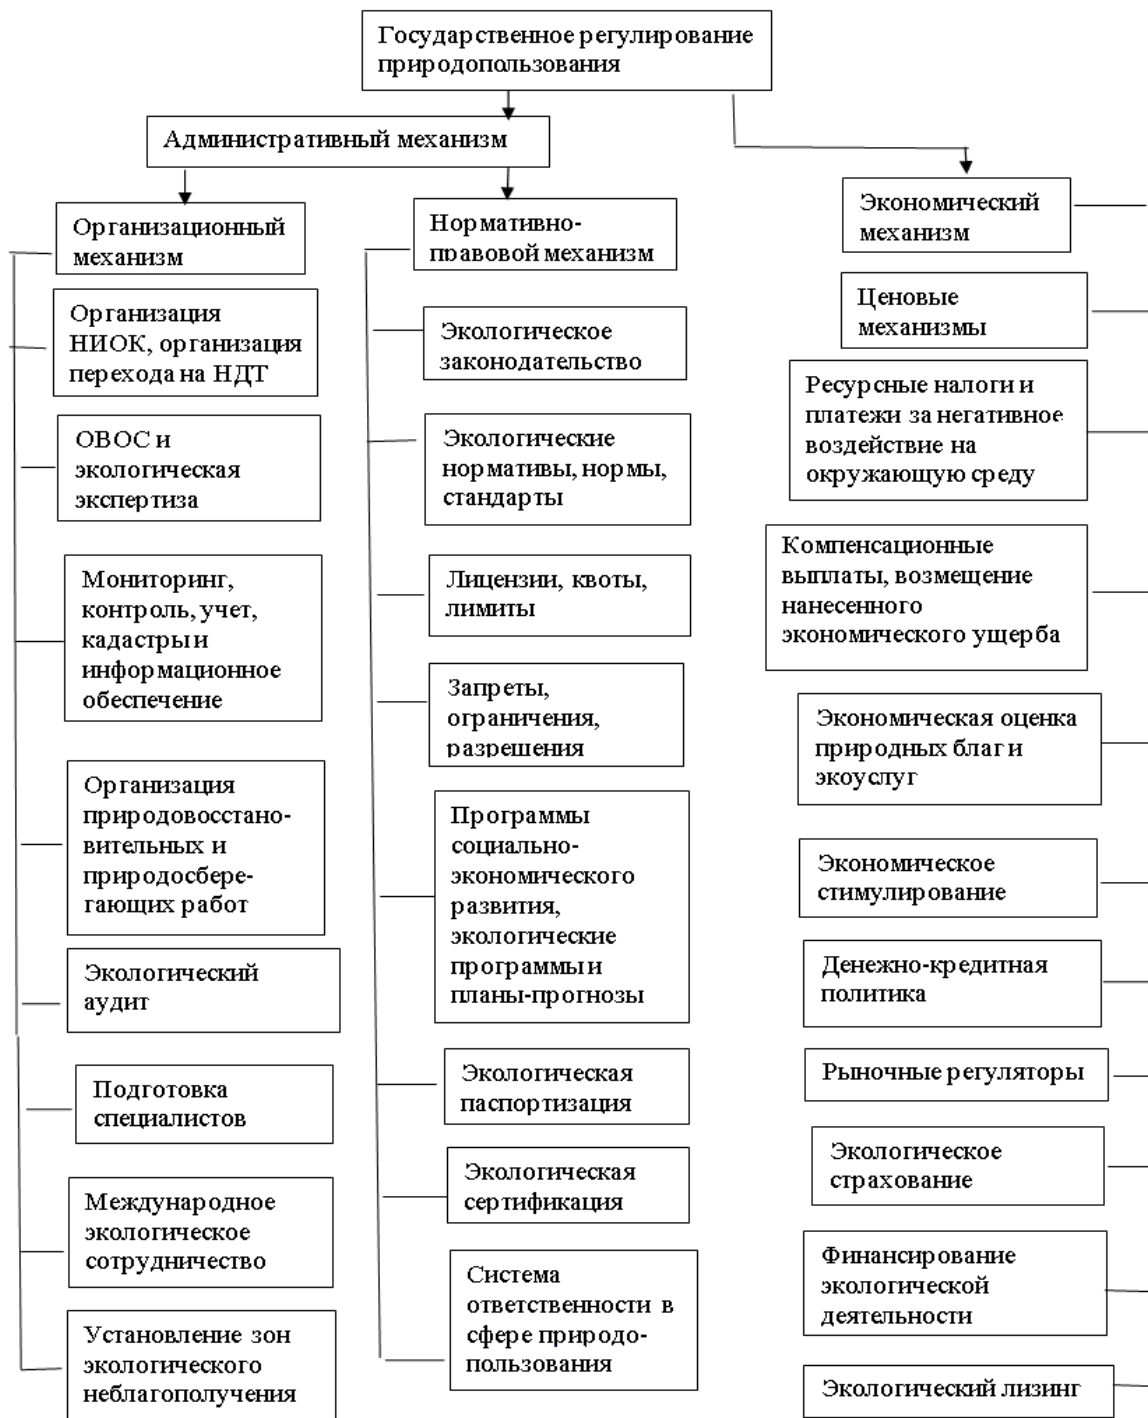 Государственное регулирование
природопользования
Административный механизм
Организационный
механизм
Организация
НИОК, организация
перехода на НДТ
ОВОС и
экологическая
экспертиза
Мониторинг,
контроль, учет,
кадастры и
информационное
обеспечение
Организация
природовосстано-
вительных и
природосбере-
гающих работ
Экологический
аудит
Подготовка
специалистов
Международное
экологическое
сотрудничество
Установление зон
экологического
неблагополучения
Нормативно-
правовой механизм
Экологическое
законодательство
Экологические
нормативы, нормы,
стандарты
Лицензии, квоты,
лимиты
Запреты,
ограничения,
разрешения
Программы
социально-
экономического
развития,
экологические
программы и
планы-прогнозы
Экологическая
паспортизация
Экологическая
сертификация
Система
ответственности в
сфере природо-
пользования
Экономический
механизм
Ценовые
механизмы
Ресурсные налоги и
платежи за негативное
воздействие на
окружающую среду
Компенсационные
выплаты, возмещение
нанесенного
экономического ущерба
Экономическая оценка
природных благ и
экоуслуг
Экономическое
стимулирование
Денежно-кредитная
политика
Рыночные регуляторы
Экологическое
страхование
Финансирование
экологической
деятельности
Экологический лизинг